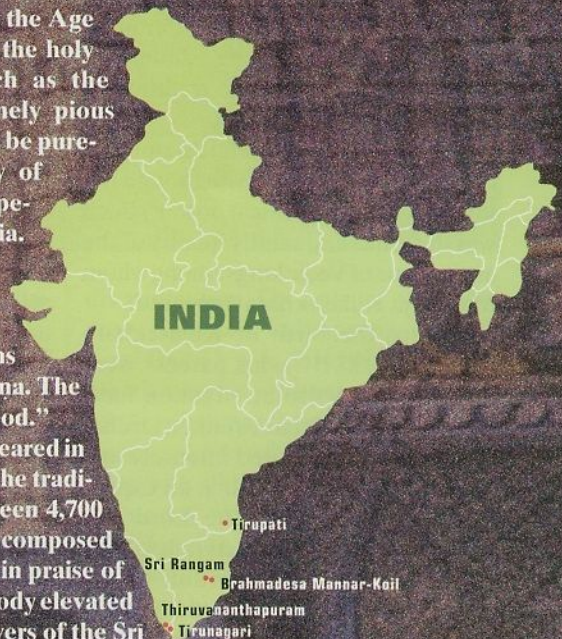 the Age
the holy
ch as the
nely pious
be pure-
y of
pe-
ia.
ns
na. The
od.”
eared in
he tradi-
een 4,700
composed
in praise of
ody elevated
vers of the Śrī
INDIA
Tirupati
Sri Rangam
Brahmadesa Mannar-Koil
Thiruvananthapuram
Tirunagari